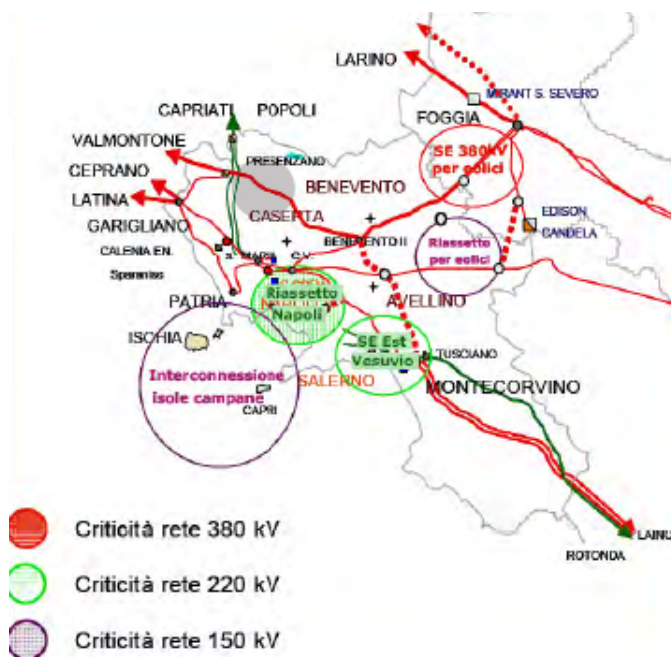 LARINO
MIRANT S. SEVERO
CAPRIATI
POPOLI
FOGGIA
VALMONTONE
PRESENZANO
SE 380kV
per eolici
CEPRANO
BENEVENTO
LATINA
CASERTA
EDISON
CANDELA
GARIGLIANO
BENEVENTO II
Riassetto
per eolici
CALENIA EN.
S. MARIA C.V.
Sparanise
PATRIA
Riassetto
Napoli
AVELLINO
ISCHIA
SE Est
Vesuvio
TUSCIANO
Interconnessione
isole campane
SALERNO
MONTECORVINO
CAPRI
Criticità rete 380 kV
ROTONDA
Criticità rete 220 kV
Criticità rete 150 kV